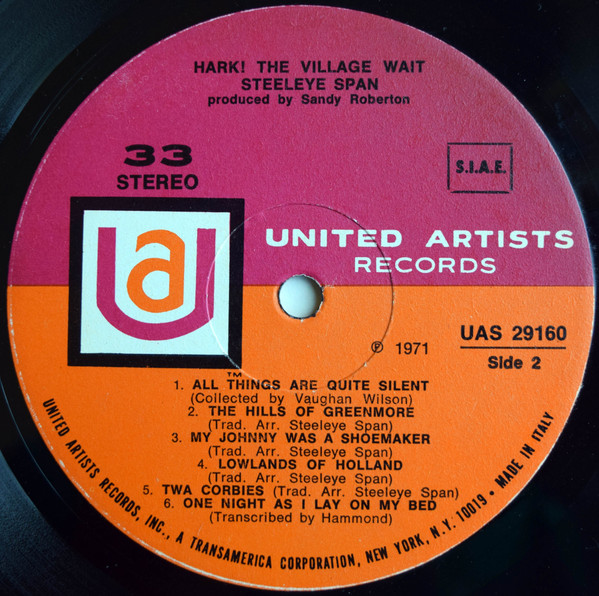 HARK! THE VILLAGE WAIT
STEELEYE SPAN
produced by Sandy Roberton
33
STEREO
S.I.A.E.
Ua
UNITED ARTISTS
RECORDS
℗ 1971
UAS 29160
Side 2
TM
1. ALL THINGS ARE QUITE SILENT
(Collected by Vaughan Wilson)
2. THE HILLS OF GREENMORE
(Trad. Arr. Steeleye Span)
3. MY JOHNNY WAS A SHOEMAKER
(Trad. Arr. Steeleye Span)
4. LOWLANDS OF HOLLAND
(Trad. Arr. Steeleye Span)
5. TWA CORBIES (Trad. Arr. Steeleye Span)
6. ONE NIGHT AS I LAY ON MY BED
(Transcribed by Hammond)
UNITED ARTISTS RECORDS, INC., A TRANSAMERICA CORPORATION, NEW YORK, N.Y. 10019 • MADE IN ITALY